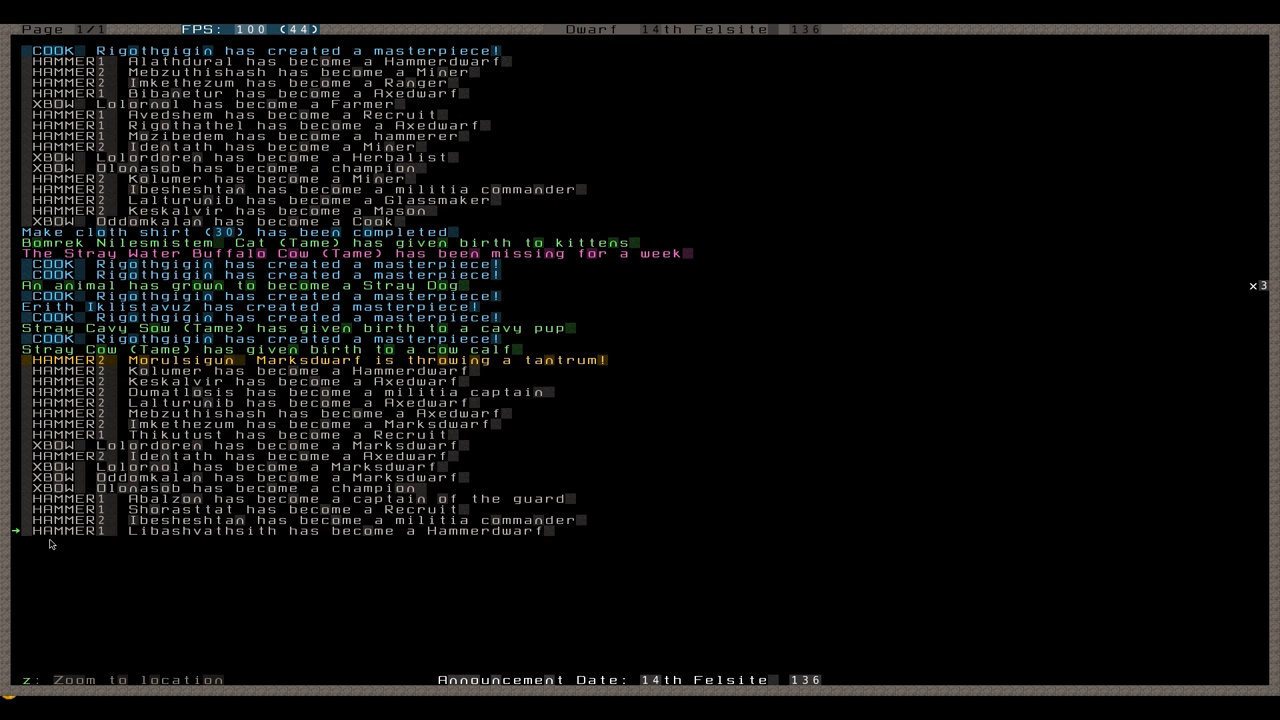 Page 1/1 FPS: 100 (44) Dwarf 14th Felsite 136
COOK Rigothgigin has created a masterpiece!
HAMMER1 Alathdural has become a Hammerdwarf
HAMMER2 Mebzuthishash has become a Miner
HAMMER2 Imkethezum has become a Ranger
HAMMER1 Bibanetur has become a Axedwarf
XBOW Lolornol has become a Farmer
HAMMER1 Avedshem has become a Recruit
HAMMER1 Rigothathel has become a Axedwarf
HAMMER1 Mozibedem has become a hammerer
HAMMER2 Identath has become a Miner
XBOW Lolordoren has become a Herbalist
XBOW Olonasob has become a champion
HAMMER2 Kolumer has become a Miner
HAMMER2 Ibesheshtan has become a militia commander
HAMMER2 Lalturunib has become a Glassmaker
HAMMER2 Keskalvir has become a Mason
XBOW Oddomkalan has become a Cook
Make cloth shirt (30) has been completed
Bomrek Nilesmistem Cat (Tame) has given birth to kittens
The Stray Water Buffalo Cow (Tame) has been missing for a week
COOK Rigothgigin has created a masterpiece!
COOK Rigothgigin has created a masterpiece!
An animal has grown to become a Stray Dog x3
COOK Rigothgigin has created a masterpiece!
Erith Iklistavuz has created a masterpiece!
COOK Rigothgigin has created a masterpiece!
Stray Cavy Sow (Tame) has given birth to a cavy pup
COOK Rigothgigin has created a masterpiece!
Stray Cow (Tame) has given birth to a cow calf
HAMMER2 Morulsigun Marksdwarf is throwing a tantrum!
HAMMER2 Kolumer has become a Hammerdwarf
HAMMER2 Keskalvir has become a Axedwarf
HAMMER2 Dumatlosis has become a militia captain
HAMMER2 Lalturunib has become a Axedwarf
HAMMER2 Mebzuthishash has become a Axedwarf
HAMMER2 Imkethezum has become a Marksdwarf
HAMMER1 Thikutust has become a Recruit
XBOW Lolordoren has become a Marksdwarf
HAMMER2 Identath has become a Axedwarf
XBOW Lolornol has become a Marksdwarf
XBOW Oddomkalan has become a Marksdwarf
XBOW Olonasob has become a champion
HAMMER1 Abalzon has become a captain of the guard
HAMMER1 Shorasttat has become a Recruit
HAMMER2 Ibesheshtan has become a militia commander
HAMMER1 Libashvathsith has become a Hammerdwarf
z: Zoom to location Announcement Date: 14th Felsite 136